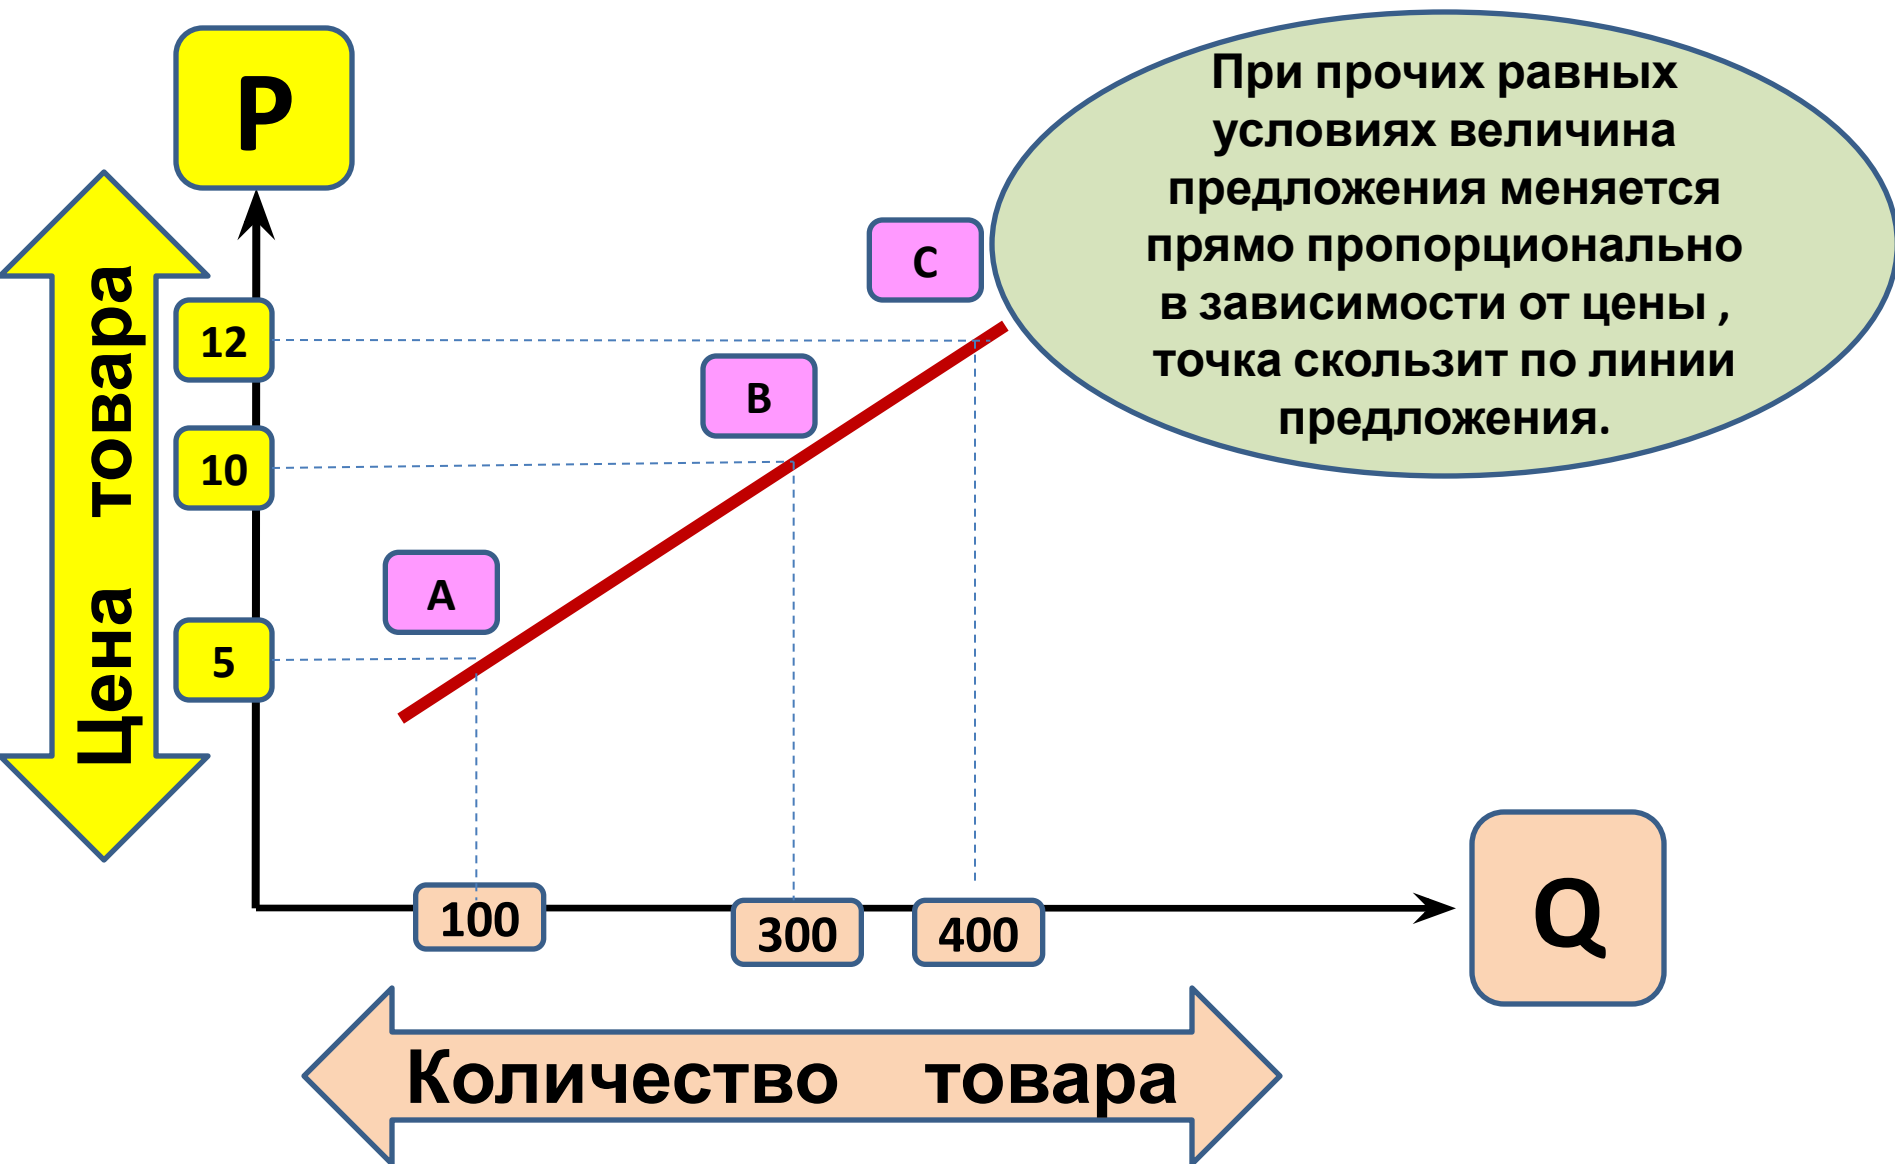 P
При прочих равных
условиях величина
предложения меняется
прямо пропорционально
в зависимости от цены ,
точка скользит по линии
предложения.
C
12
B
10
A
5
Цена товара
100
300
400
Q
Количество товара